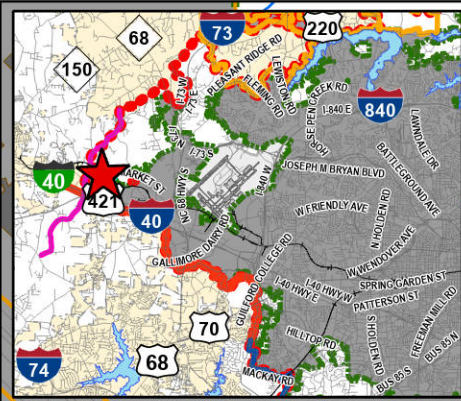 68
73
220
150
PLEASANT RIDGE RD
LEWISTON RD
FLEMING RD
I-73 W
I-73 E
HORSE PEN CREEK RD
I-840 E
840
LAWNDALE DR
I-73 N
I-73 S
BATTLEGROUND AVE
JOSEPH M BRYAN BLVD
40
MARKET ST
421
40
NC 68 HWY S
I-840 W
W FRIENDLY AVE
N HOLDEN RD
GALLIMORE DAIRY RD
W WENDOVER AVE
GUILFORD COLLEGE RD
I-40 HWY E
I-40 HWY W
SPRING GARDEN ST
PATTERSON ST
70
HILLTOP RD
S HOLDEN RD
FREEMAN MILL RD
BUS 85 N
BUS 85 S
74
68
MACKAY RD